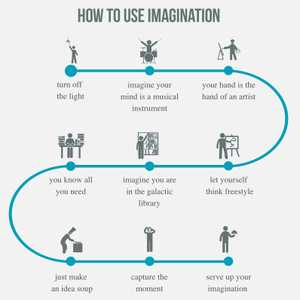 HOW TO USE IMAGINATION
turn off
the light
imagine your
mind is a musical
instrument
your hand is the
hand of an artist
you know all
you need
imagine you are
in the galactic
library
let yourself
think freestyle
just make
an idea soup
capture the
moment
serve up your
imagination